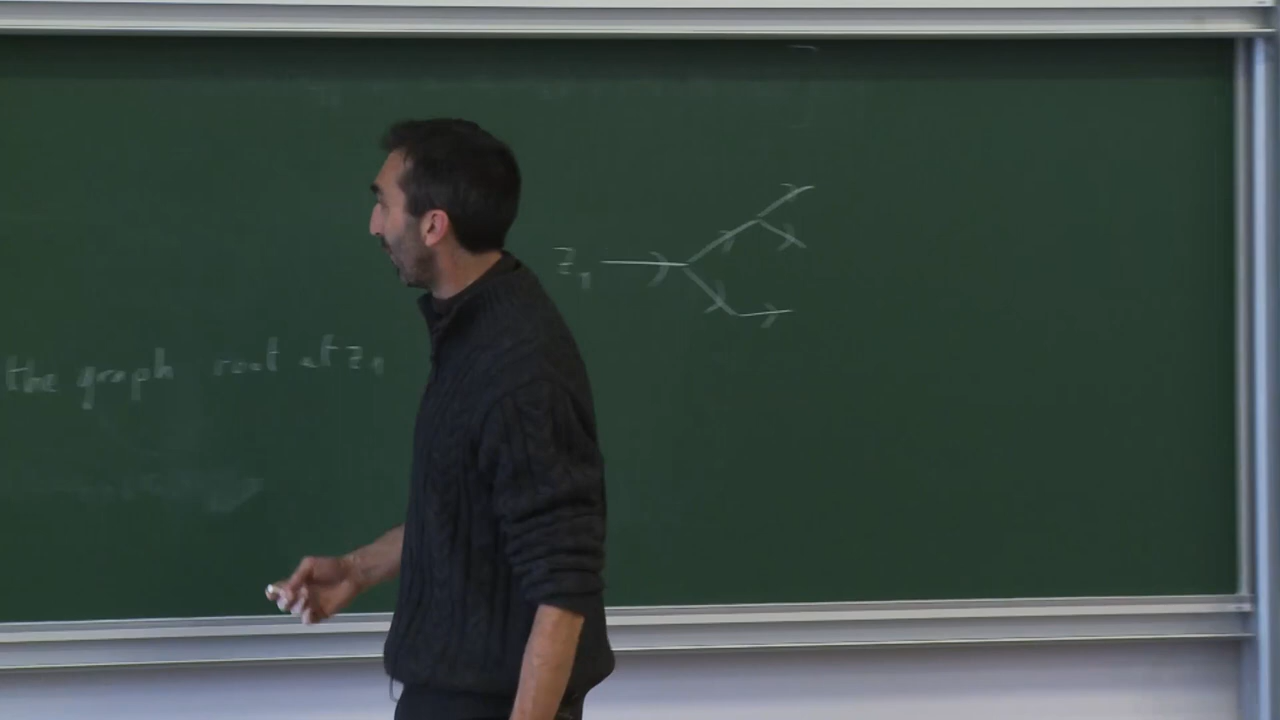 z₁
the graph root at z₁